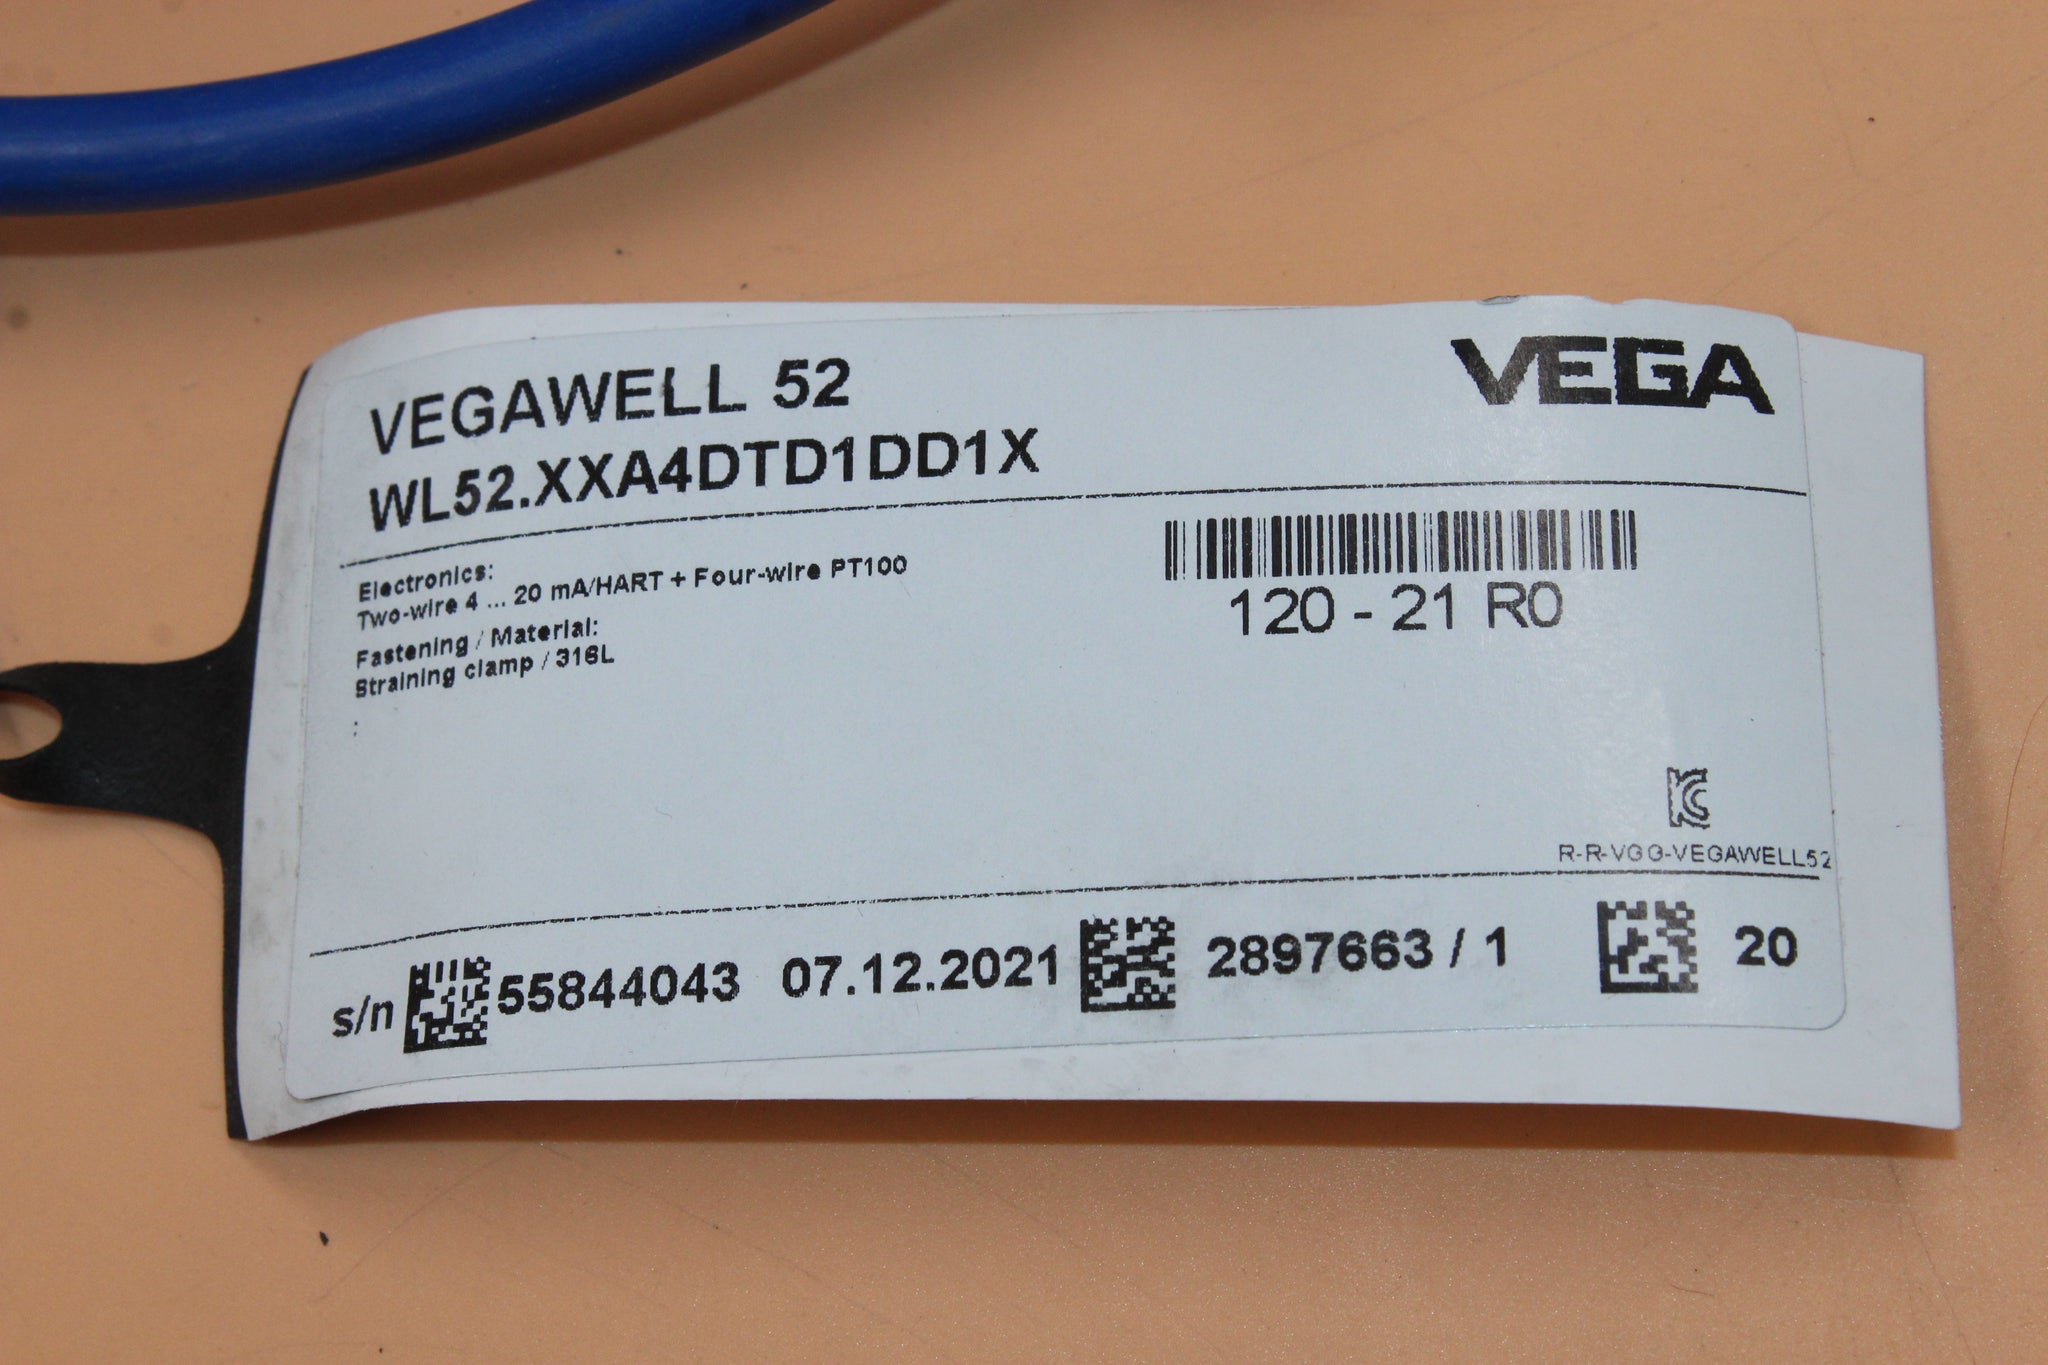 VEGAWELL 52
VEGA
WL52.XXA4DTD1DD1X
Electronics:
Two-wire 4 ... 20 mA/HART + Four-wire PT100
Fastening / Material:
Straining clamp / 316L
:
120 - 21 R0
R-R-VGG-VEGAWELL52
s/n 55844043 07.12.2021 2897663 / 1 20